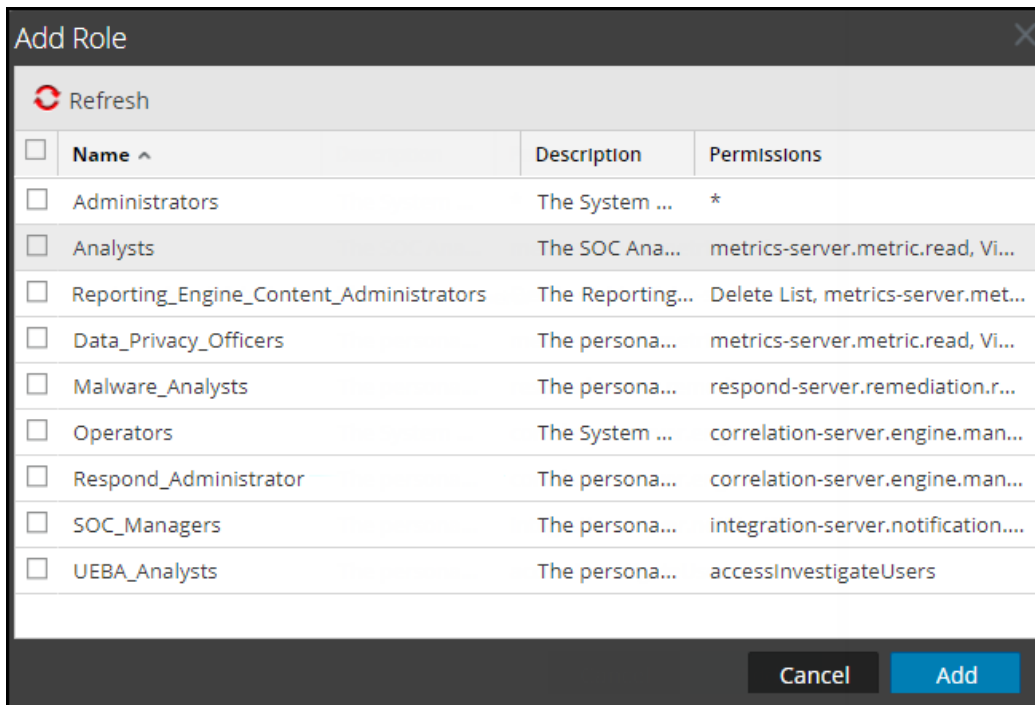 Add Role
Refresh
Name Description Permissions
Administrators The System ... *
Analysts The SOC Ana... metrics-server.metric.read, Vi...
Reporting_Engine_Content_Administrators The Reporting... Delete List, metrics-server.met...
Data_Privacy_Officers The persona... metrics-server.metric.read, Vi...
Malware_Analysts The persona... respond-server.remediation.r...
Operators The System ... correlation-server.engine.man...
Respond_Administrator The persona... correlation-server.engine.man...
SOC_Managers The persona... integration-server.notification....
UEBA_Analysts The persona... accessInvestigateUsers
Cancel Add